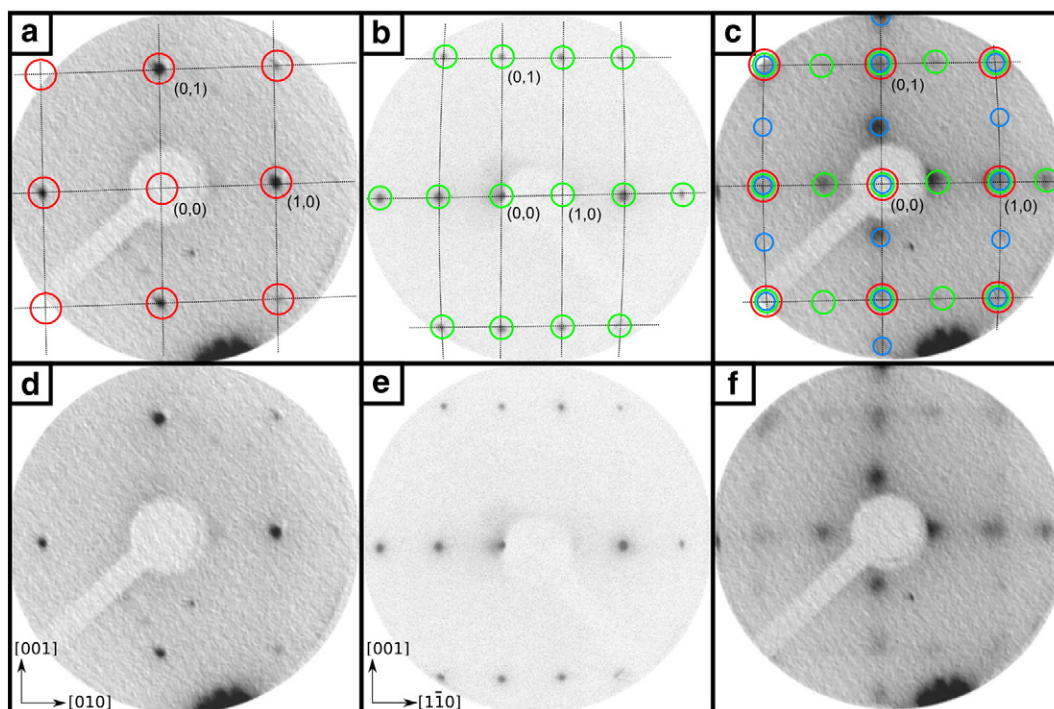 a
(0,1)
(0,0)
(1,0)
b
(0,1)
(0,0)
(1,0)
c
(0,1)
(0,0)
(1,0)
d
[001]
[010]
e
[001]
[11̅0]
f